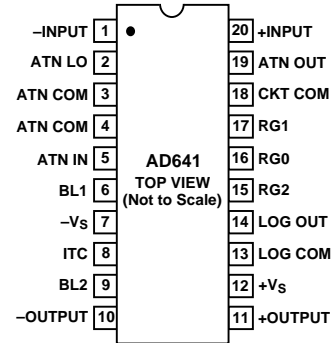 –INPUT 1 20 +INPUT
ATN LO 2 19 ATN OUT
ATN COM 3 18 CKT COM
ATN COM 4 17 RG1
ATN IN 5 16 RG0
BL1 6 15 RG2
–VS 7 14 LOG OUT
ITC 8 13 LOG COM
BL2 9 12 +VS
–OUTPUT 10 11 +OUTPUT
AD641
TOP VIEW
(Not to Scale)